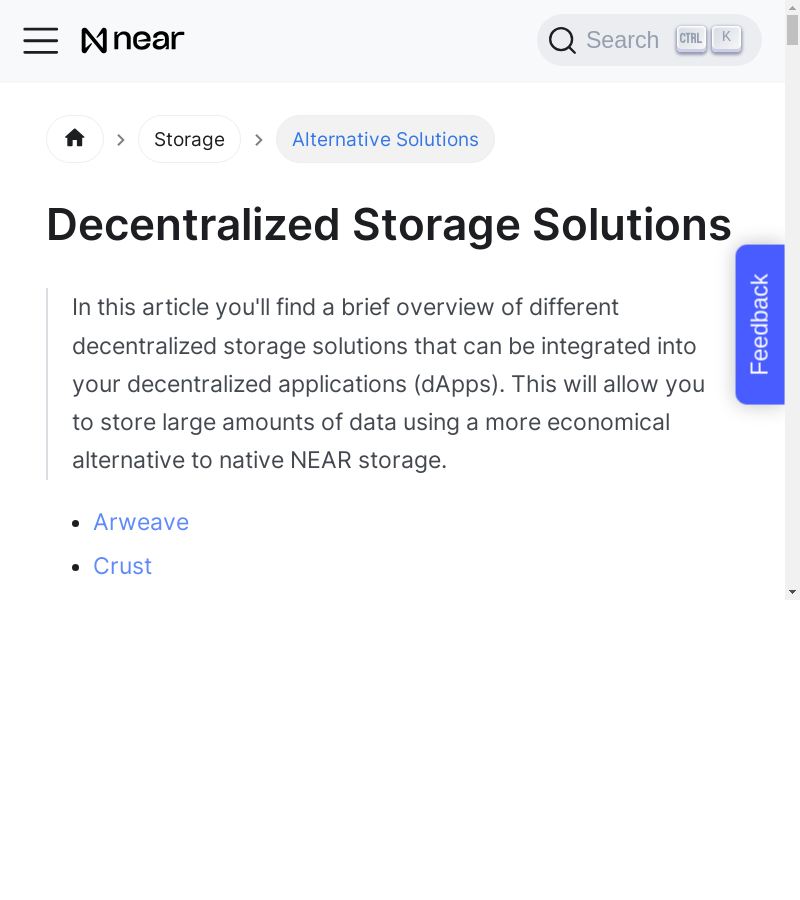 near
Search CTRL K
Storage
Alternative Solutions
Decentralized Storage Solutions
Feedback
In this article you'll find a brief overview of different
decentralized storage solutions that can be integrated into
your decentralized applications (dApps). This will allow you
to store large amounts of data using a more economical
alternative to native NEAR storage.
Arweave
Crust